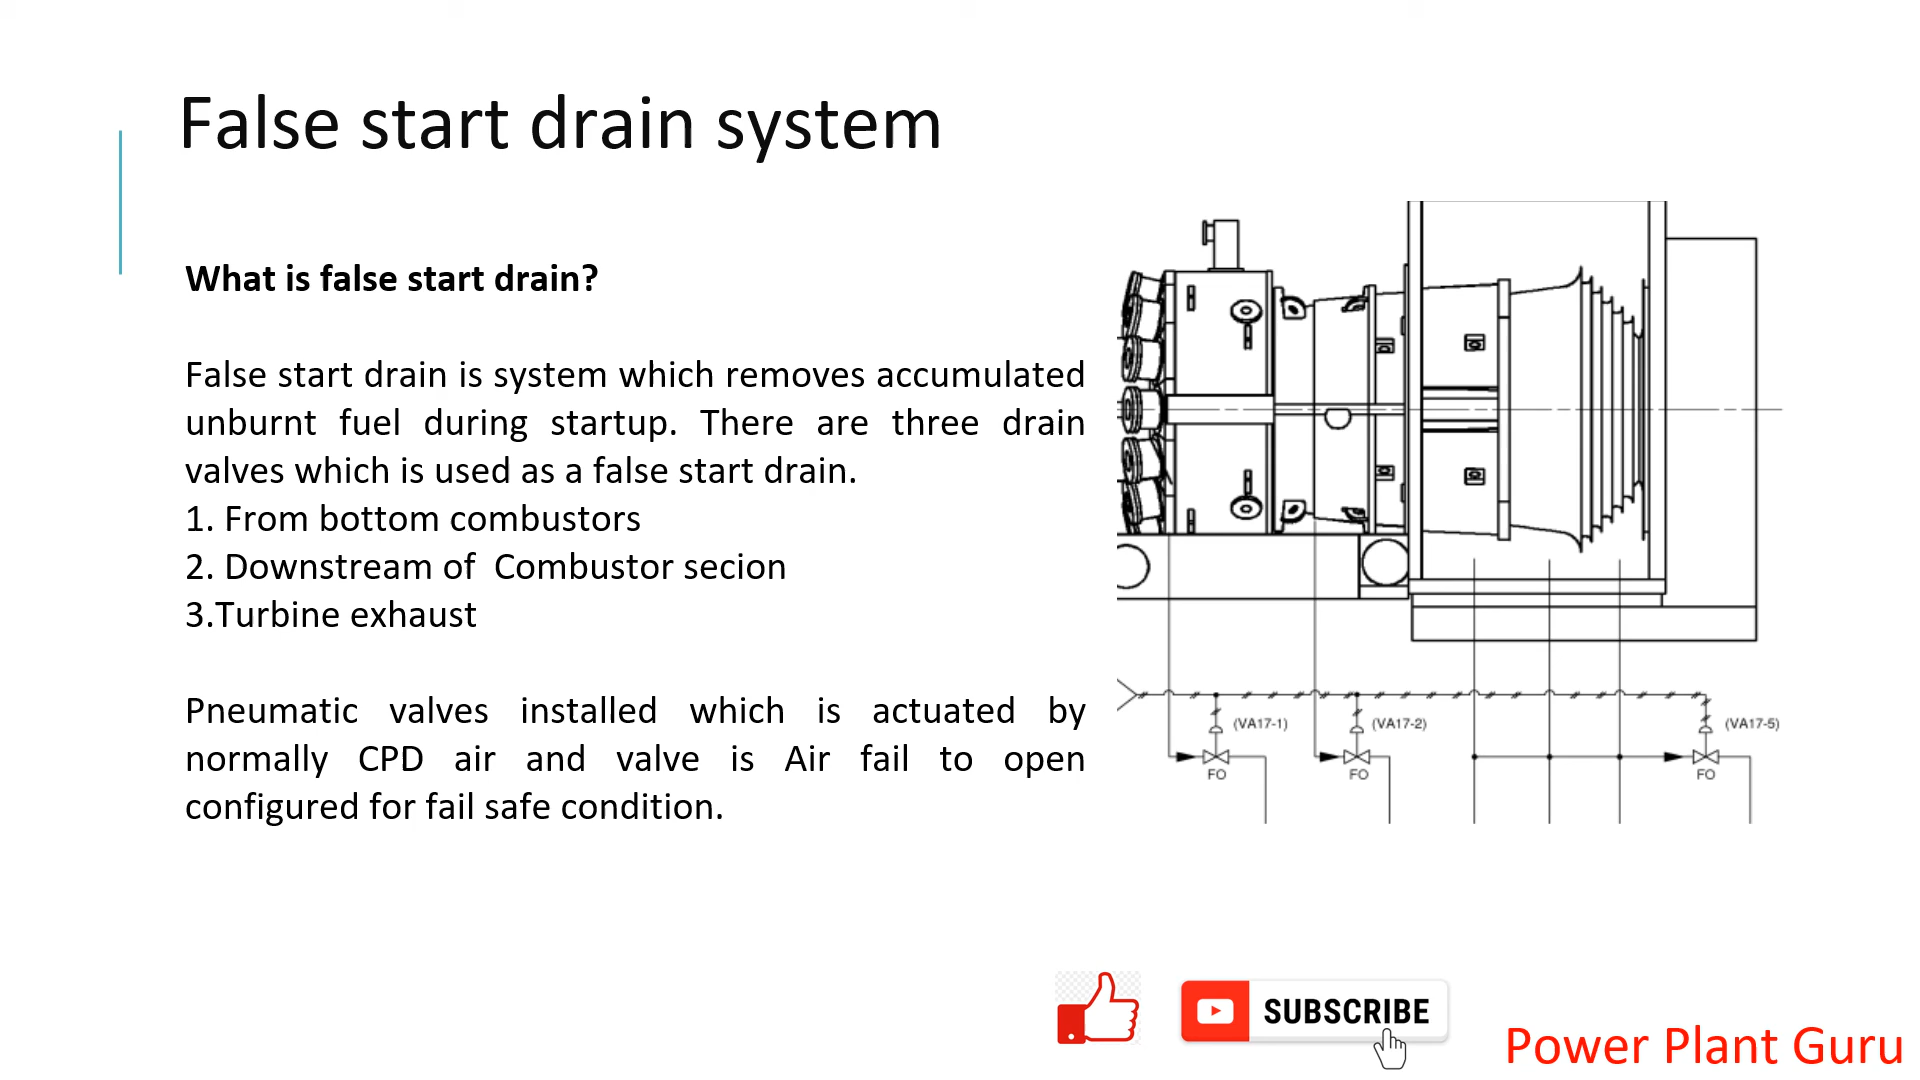 False start drain system
What is false start drain?
False start drain is system which removes accumulated
unburnt fuel during startup. There are three drain
valves which is used as a false start drain.
1. From bottom combustors
2. Downstream of  Combustor secion
3.Turbine exhaust
Pneumatic valves installed which is actuated by
normally CPD air and valve is Air fail to open
configured for fail safe condition.
(VA17-1)
(VA17-2)
(VA17-5)
FO
FO
FO
SUBSCRIBE
Power Plant Guru